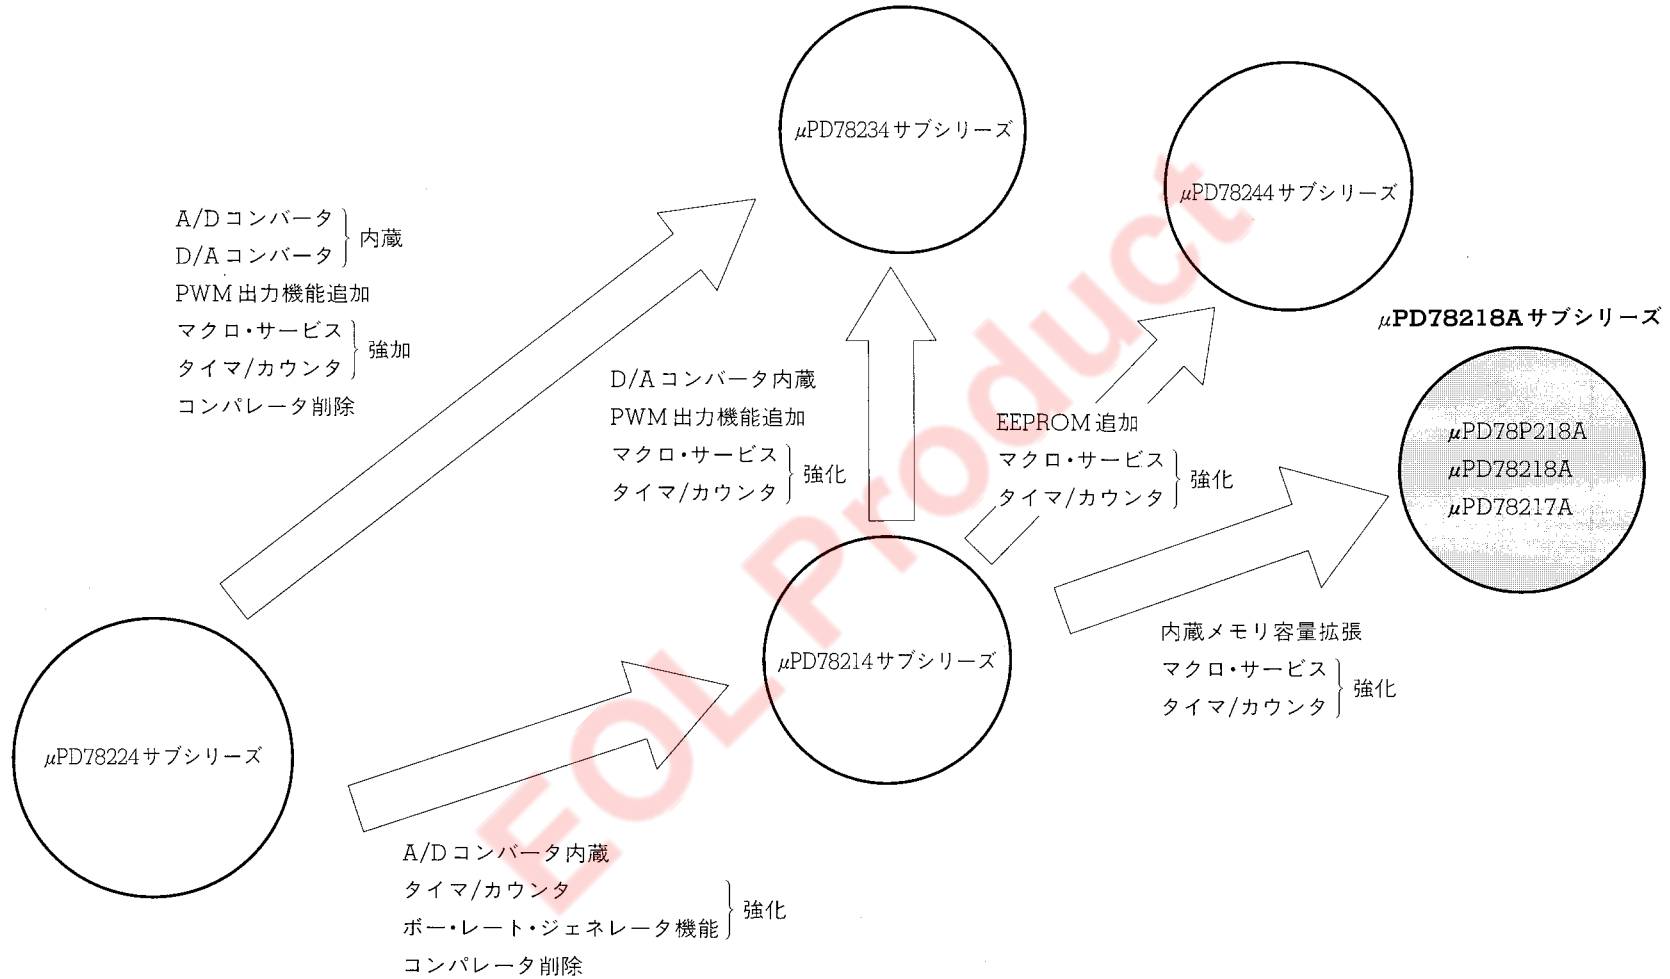 μPD78234サブシリーズ
μPD78244サブシリーズ
A/Dコンバータ
D/Aコンバータ
内蔵
PWM出力機能追加
マクロ・サービス
タイマ/カウンタ
強加
コンパレータ削除
μPD78218Aサブシリーズ
μPD78P218A
μPD78218A
μPD78217A
D/Aコンバータ内蔵
PWM出力機能追加
マクロ・サービス
タイマ/カウンタ
強化
EEPROM追加
マクロ・サービス
タイマ/カウンタ
強化
内蔵メモリ容量拡張
マクロ・サービス
タイマ/カウンタ
強化
μPD78214サブシリーズ
μPD78224サブシリーズ
A/Dコンバータ内蔵
タイマ/カウンタ
ボー・レート・ジェネレータ機能
強化
コンパレータ削除
EOL Product